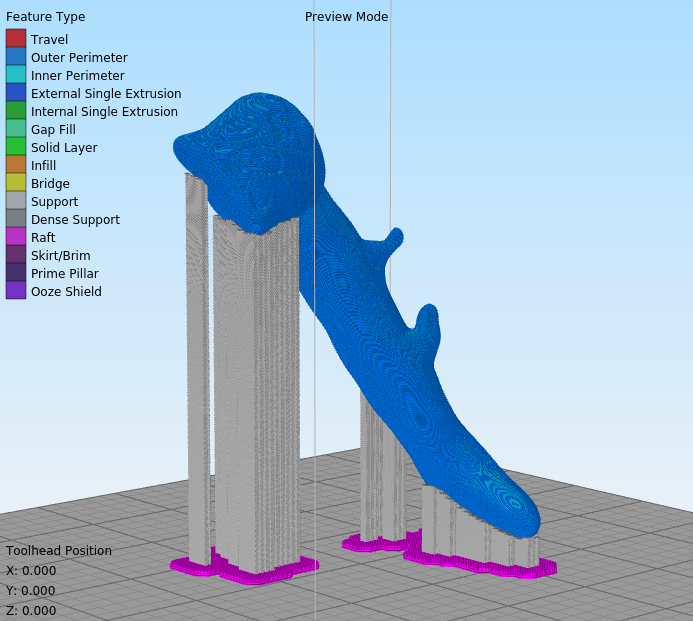 Feature Type
Preview Mode
Travel
Outer Perimeter
Inner Perimeter
External Single Extrusion
Internal Single Extrusion
Gap Fill
Solid Layer
Infill
Bridge
Support
Dense Support
Raft
Skirt/Brim
Prime Pillar
Ooze Shield
Toolhead Position
X: 0.000
Y: 0.000
Z: 0.000